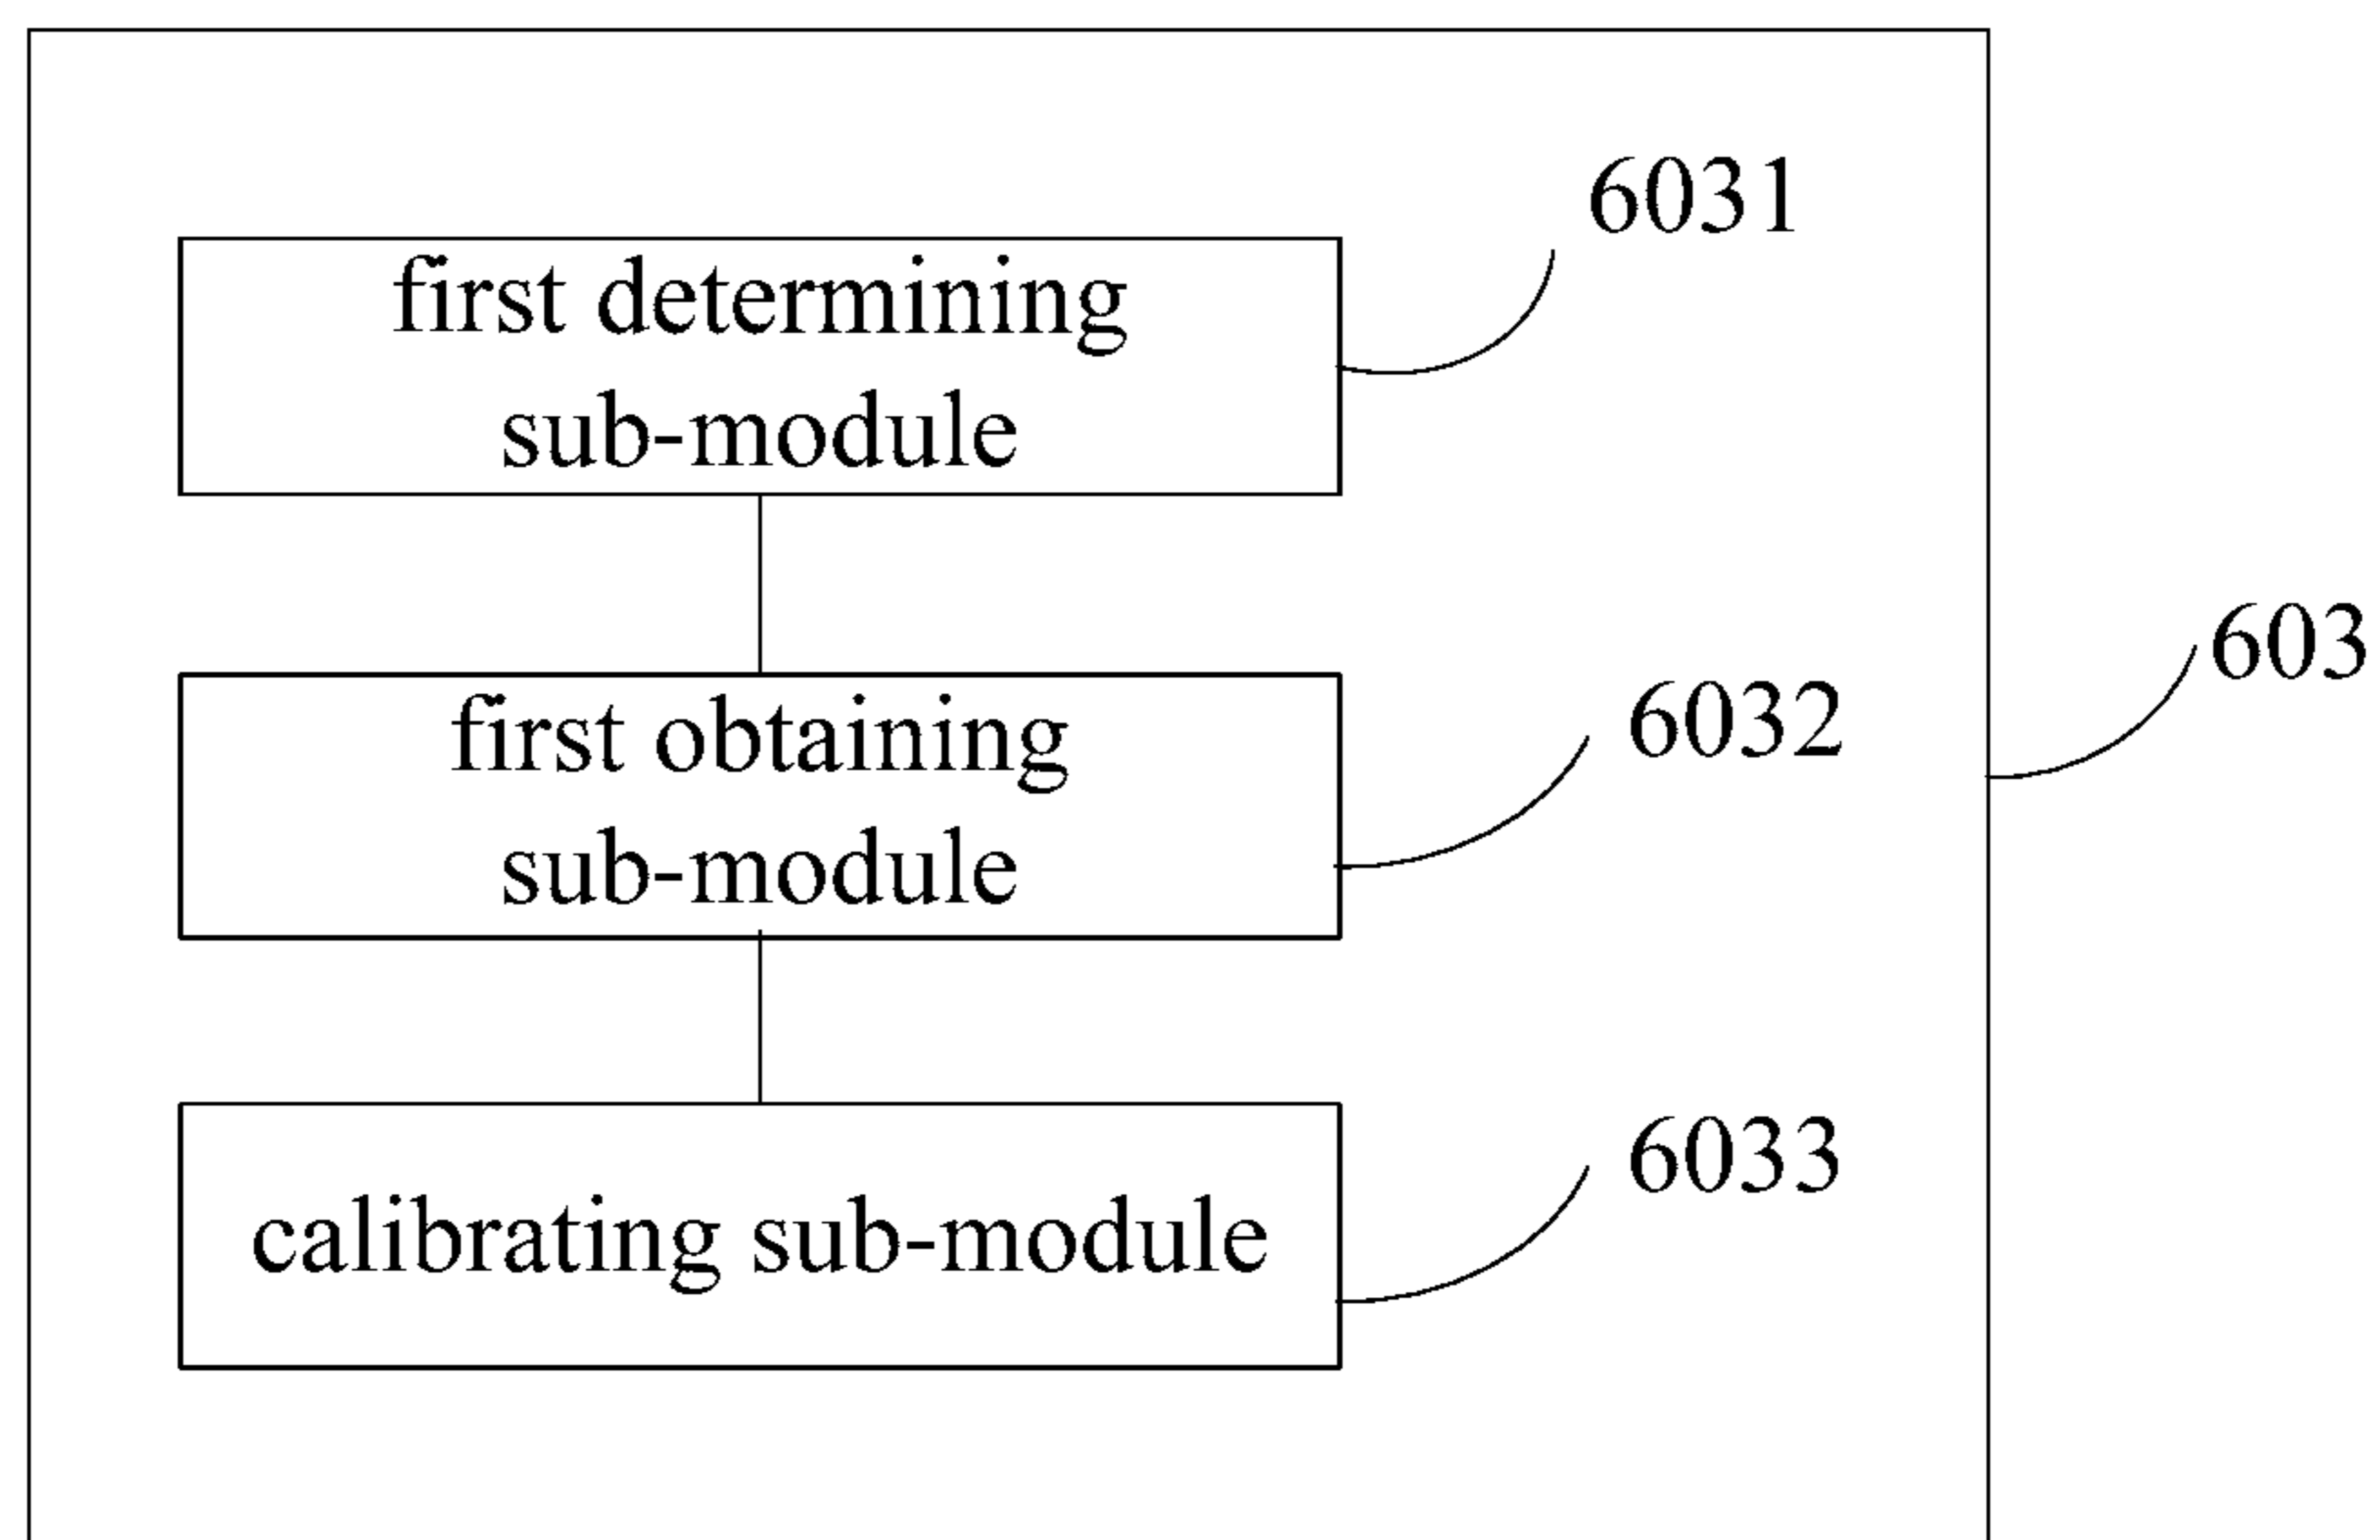 6031
first determining
sub-module
603
6032
first obtaining
sub-module
6033
calibrating sub-module